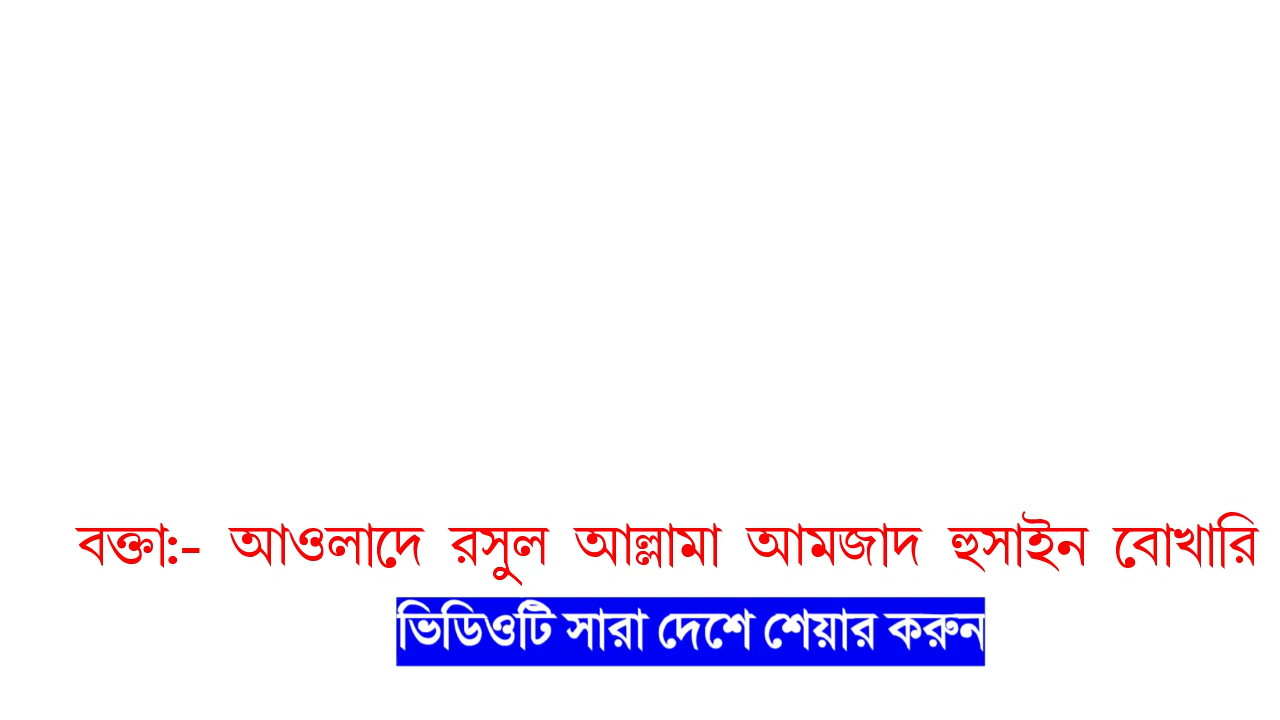 বক্তা:- আওলাদে রসুল আল্লামা আমজাদ হুসাইন বোখারি
ভিডিওটি সারা দেশে শেয়ার করুন